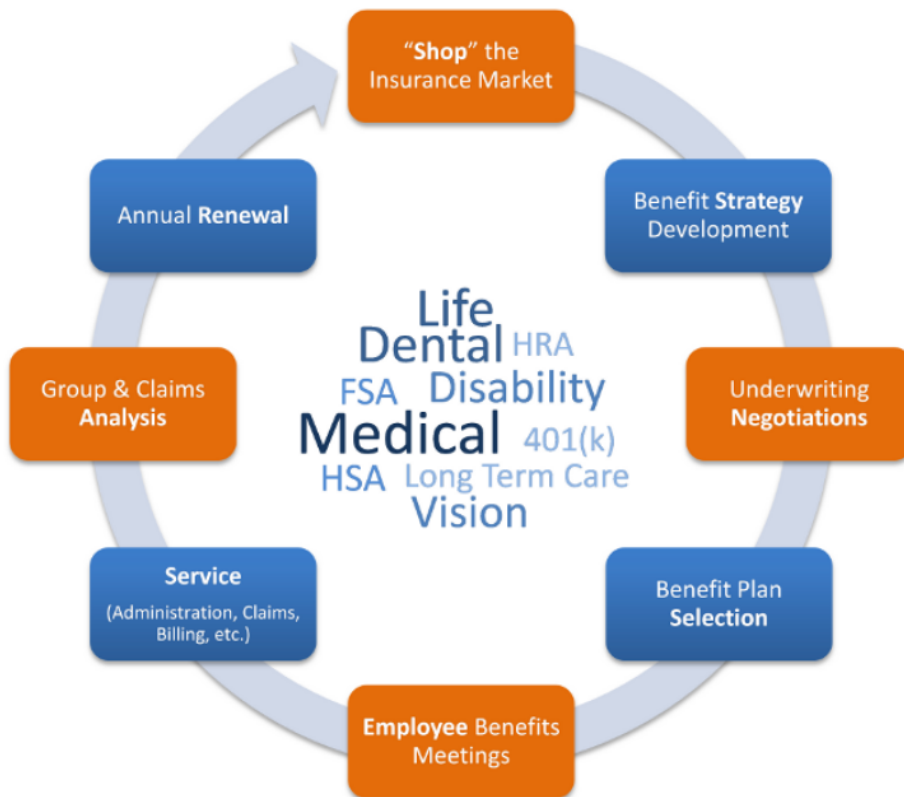 “Shop” the
Insurance Market
Benefit Strategy
Development
Underwriting
Negotiations
Benefit Plan
Selection
Employee Benefits
Meetings
Service
(Administration, Claims,
Billing, etc.)
Group & Claims
Analysis
Annual Renewal
Life
Dental HRA
FSA Disability
Medical 401(k)
HSA Long Term Care
Vision